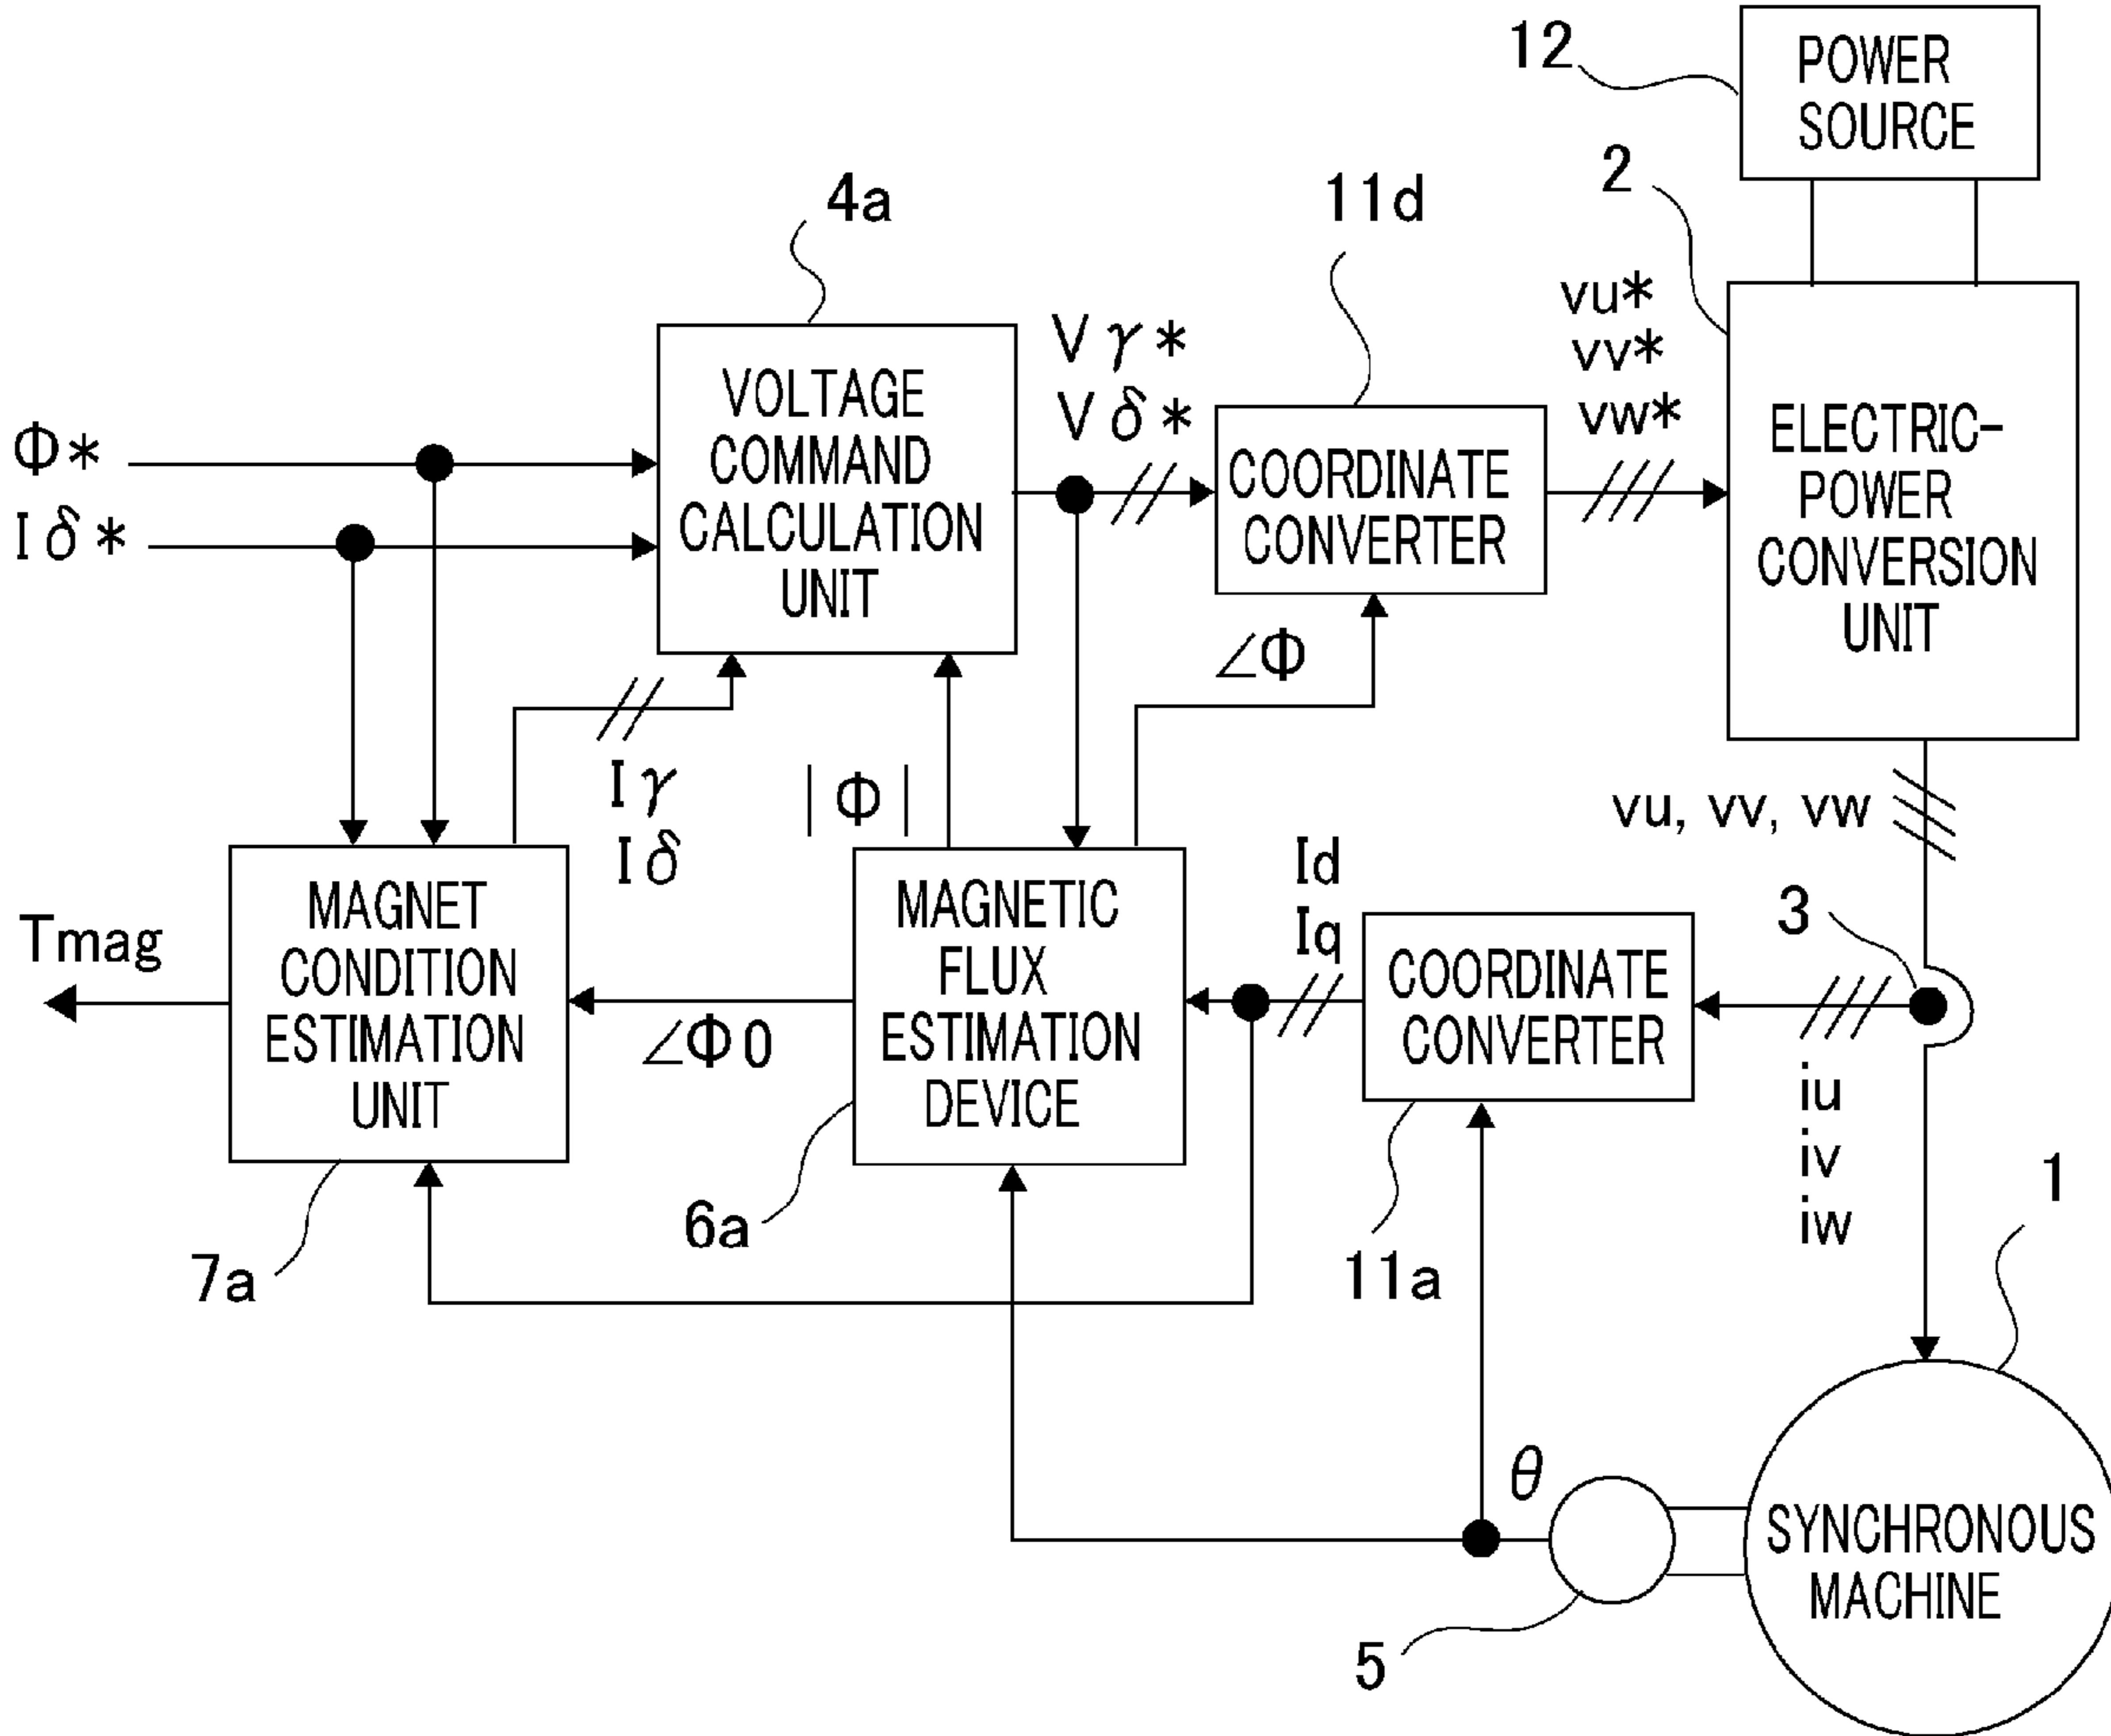 12
POWER
SOURCE
2
4a
11d
vu*
vv*
vw*
Vγ*
Vδ*
VOLTAGE
COMMAND
CALCULATION
UNIT
Φ*
Iδ*
COORDINATE
CONVERTER
ELECTRIC-
POWER
CONVERSION
UNIT
∠Φ
Iγ
Iδ
|Φ|
vu, vv, vw
Id
Iq
3
Tmag
MAGNET
CONDITION
ESTIMATION
UNIT
∠Φ0
MAGNETIC
FLUX
ESTIMATION
DEVICE
COORDINATE
CONVERTER
iu
iv
iw
7a
6a
11a
1
θ
5
SYNCHRONOUS
MACHINE